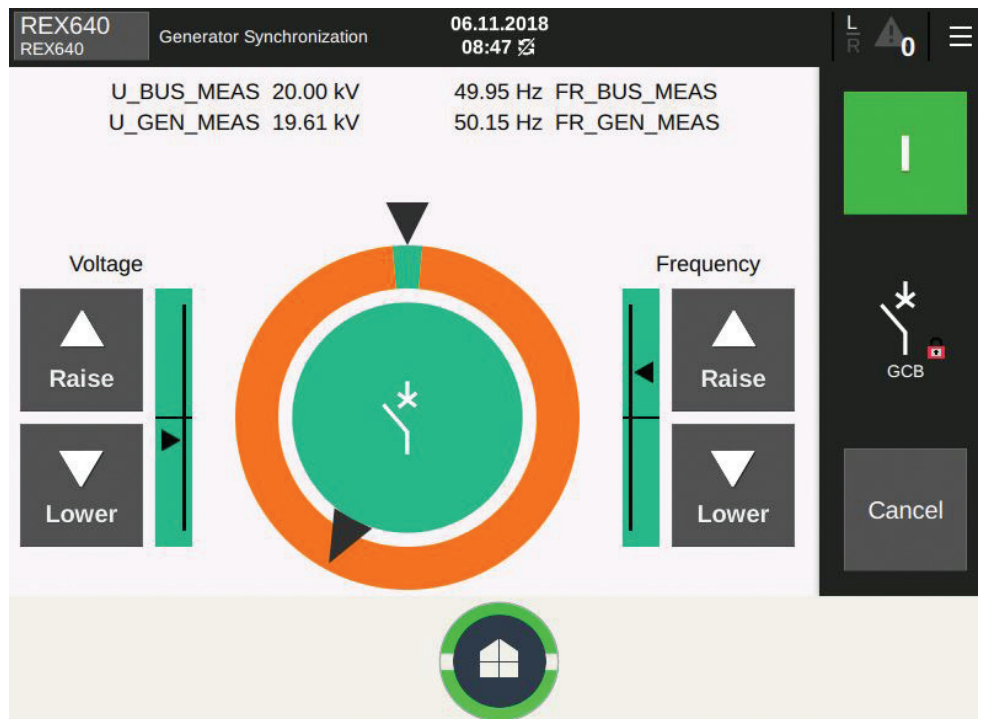 REX640
REX640
Generator Synchronization
06.11.2018
08:47
L
R
0
U_BUS_MEAS 20.00 kV
49.95 Hz FR_BUS_MEAS
U_GEN_MEAS 19.61 kV
50.15 Hz FR_GEN_MEAS
I
Voltage
Frequency
Raise
Raise
GCB
Lower
Lower
Cancel